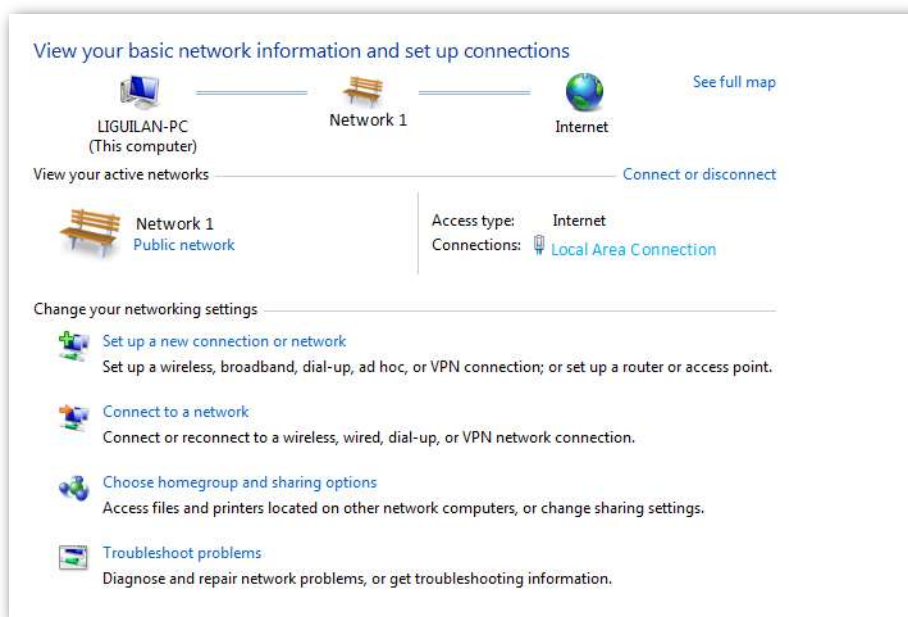 View your basic network information and set up connections
See full map
LIGUILAN-PC
(This computer)
Network 1
Internet
View your active networks
Connect or disconnect
Network 1
Public network
Access type: Internet
Connections: Local Area Connection
Change your networking settings
Set up a new connection or network
Set up a wireless, broadband, dial-up, ad hoc, or VPN connection; or set up a router or access point.
Connect to a network
Connect or reconnect to a wireless, wired, dial-up, or VPN network connection.
Choose homegroup and sharing options
Access files and printers located on other network computers, or change sharing settings.
Troubleshoot problems
Diagnose and repair network problems, or get troubleshooting information.